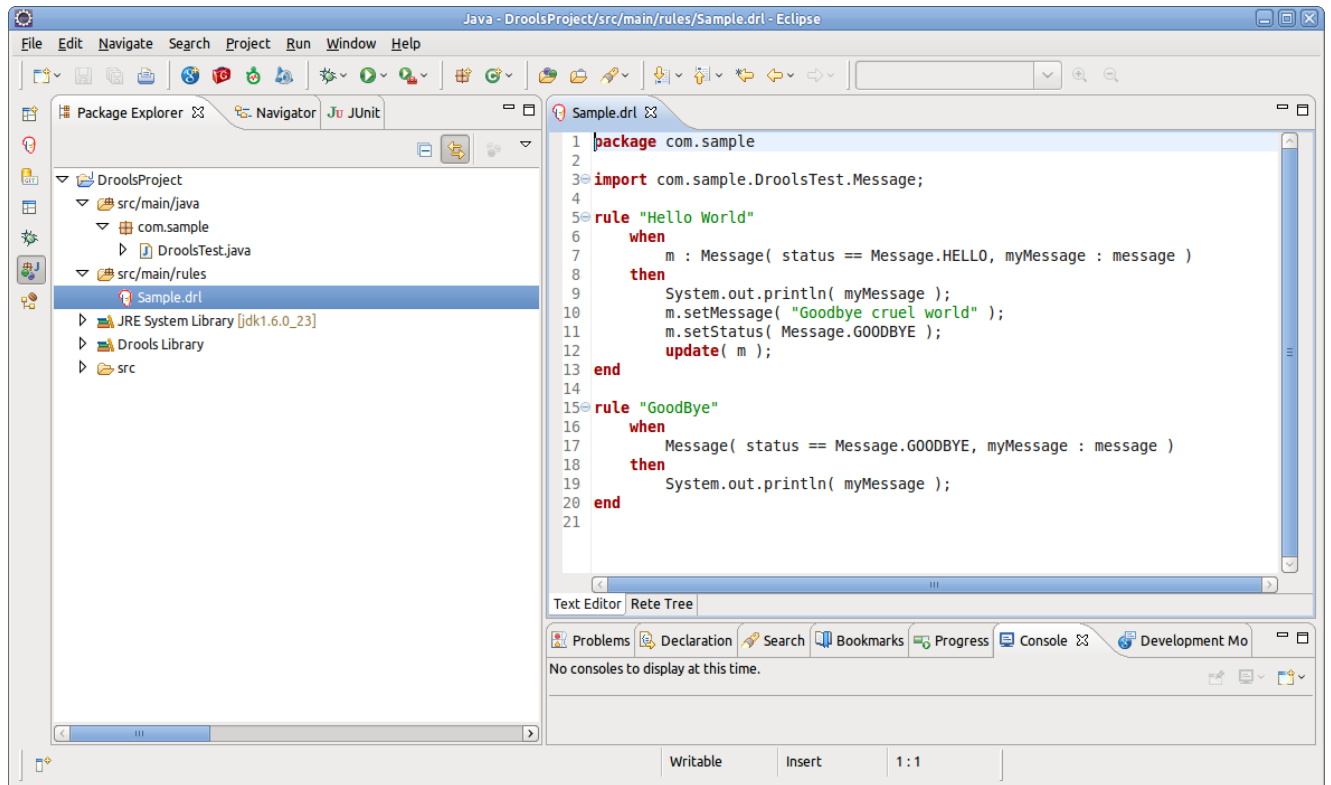 Java - DroolsProject/src/main/rules/Sample.drl - Eclipse
File Edit Navigate Search Project Run Window Help
Package Explorer Navigator JU JUnit
DroolsProject
src/main/java
com.sample
DroolsTest.java
src/main/rules
Sample.drl
JRE System Library [jdk1.6.0_23]
Drools Library
src
Sample.drl
1 package com.sample
2
3 import com.sample.DroolsTest.Message;
4
5 rule "Hello World"
6 when
7 m : Message( status == Message.HELLO, myMessage : message )
8 then
9 System.out.println( myMessage );
10 m.setMessage( "Goodbye cruel world" );
11 m.setStatus( Message.GOODBYE );
12 update( m );
13 end
14
15 rule "GoodBye"
16 when
17 Message( status == Message.GOODBYE, myMessage : message )
18 then
19 System.out.println( myMessage );
20 end
21
Text Editor Rete Tree
Problems Declaration Search Bookmarks Progress Console Development Mo
No consoles to display at this time.
Writable Insert 1 : 1